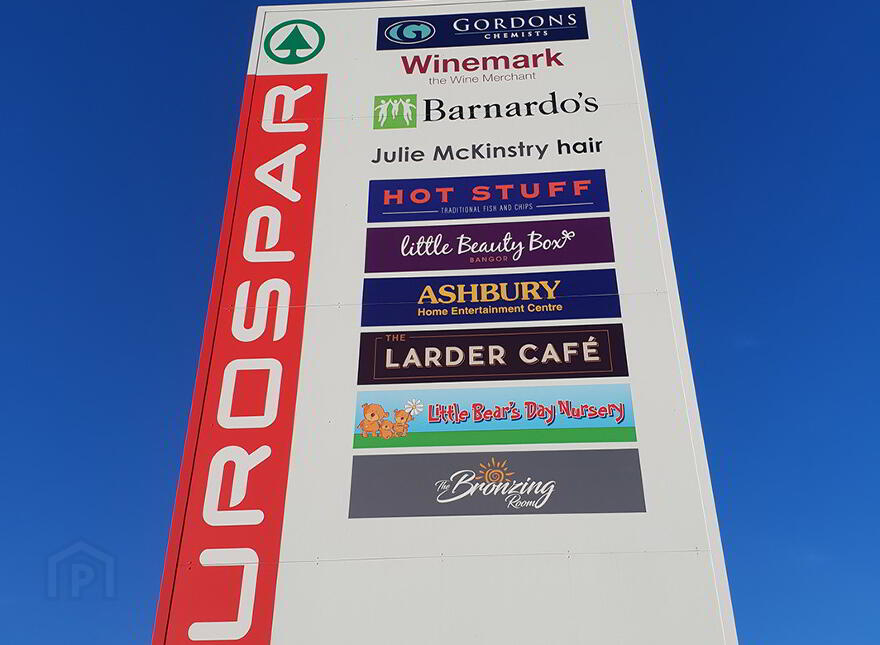 UROSPAR
G
GORDONS
CHEMISTS
Winemark
the Wine Merchant
Barnardo's
Julie McKinstry hair
HOT STUFF
TRADITIONAL FISH AND CHIPS
little Beauty Box
BANGOR
ASHBURY
Home Entertainment Centre
THE
LARDER CAFÉ
Little Bear's Day Nursery
The Bronzing
Room
P